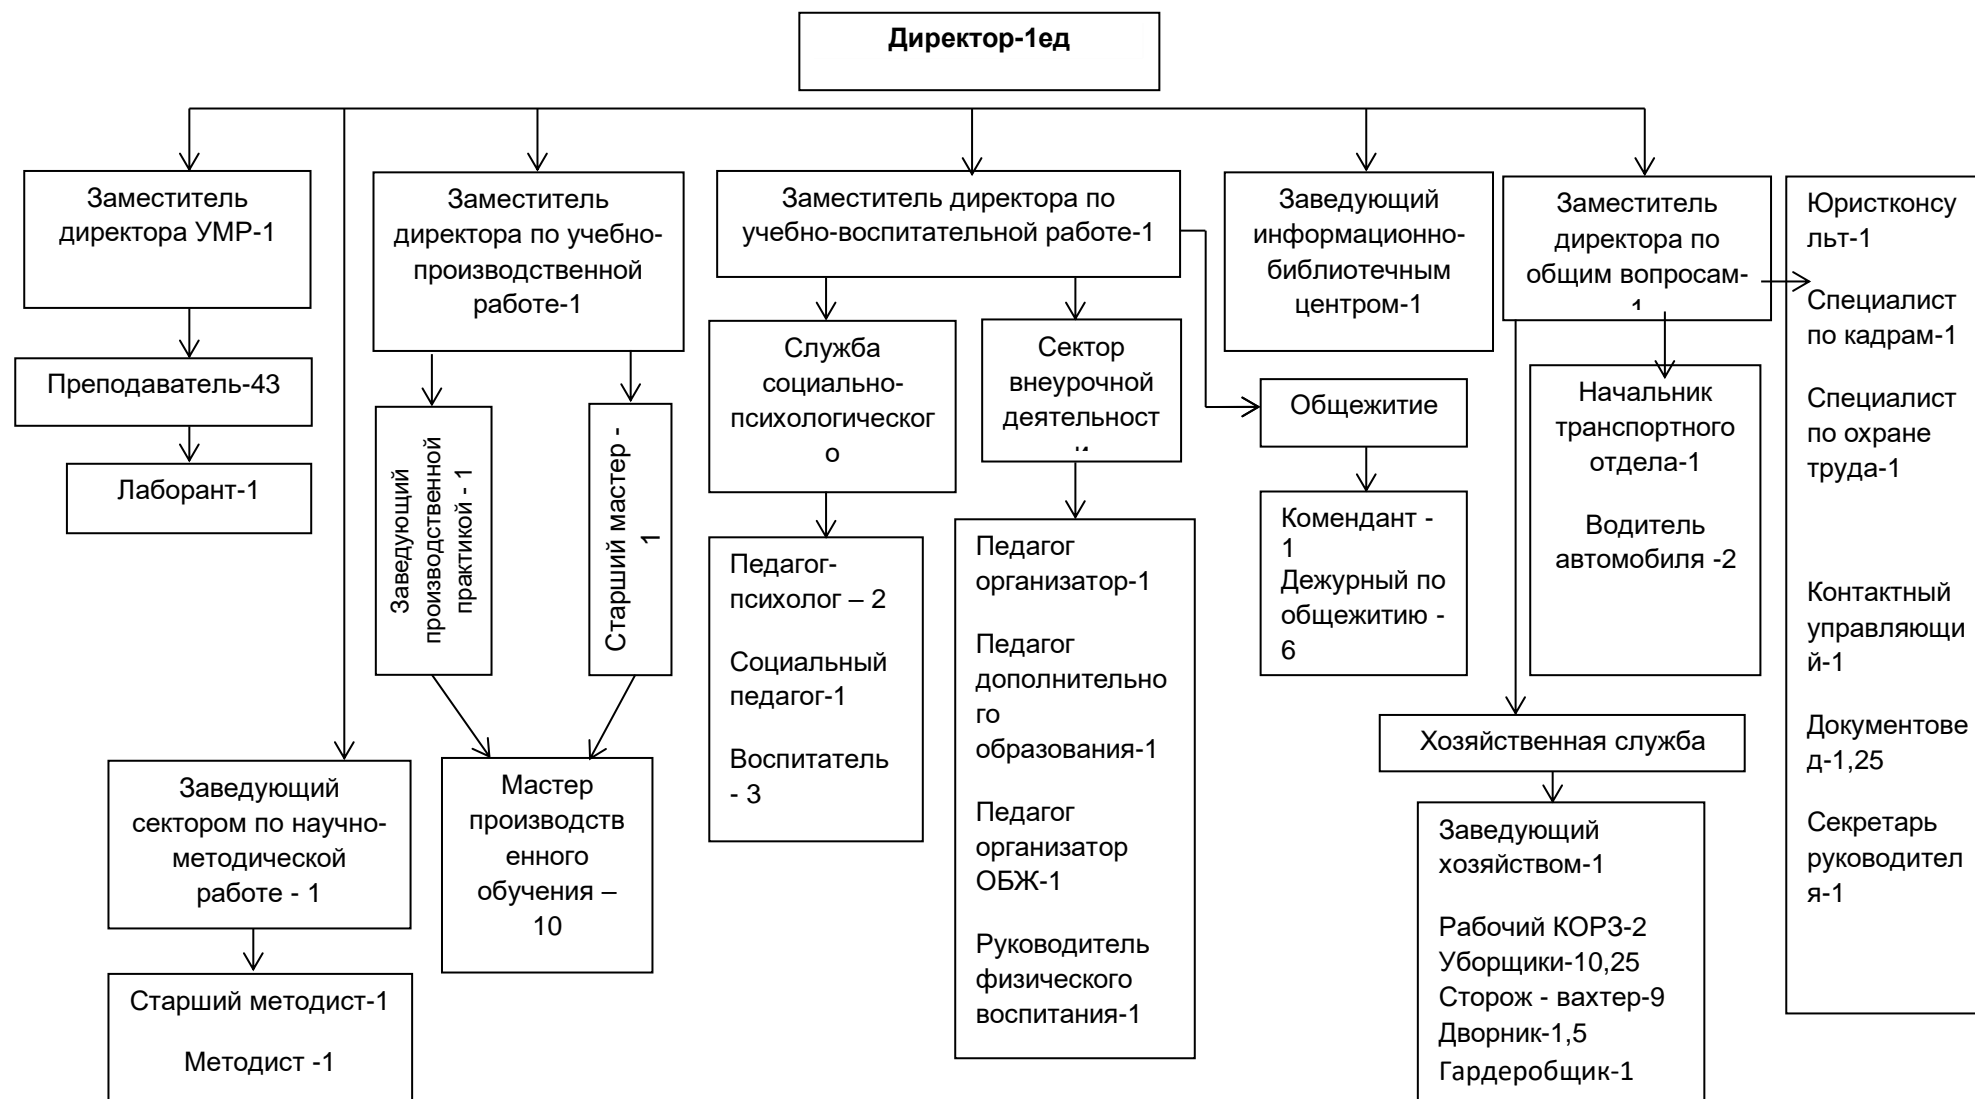 Директор-1ед
Заместитель
директора УМР-1
Преподаватель-43
Лаборант-1
Заместитель
директора по учебно-
производственной
работе-1
Заведующий
производственной
практикой - 1
Старший мастер -
1
Мастер
производств
енного
обучения –
10
Заведующий
сектором по научно-
методической
работе - 1
Старший методист-1
Методист -1
Заместитель директора по
учебно-воспитательной работе-1
Служба
социально-
психологическог
о
Педагог-
психолог – 2
Социальный
педагог-1
Воспитатель
- 3
Сектор
внеурочной
деятельност
и
Педагог
организатор-1
Педагог
дополнительно
го
образования-1
Педагог
организатор
ОБЖ-1
Руководитель
физического
воспитания-1
Общежитие
Комендант -
1
Дежурный по
общежитию -
6
Заведующий
информационно-
библиотечным
центром-1
Заместитель
директора по
общим вопросам-
1
Начальник
транспортного
отдела-1
Водитель
автомобиля -2
Хозяйственная служба
Заведующий
хозяйством-1
Рабочий КОРЗ-2
Уборщики-10,25
Сторож - вахтер-9
Дворник-1,5
Гардеробщик-1
Юристконсу
льт-1
Специалист
по кадрам-1
Специалист
по охране
труда-1
Контактный
управляющи
й-1
Документове
д-1,25
Секретарь
руководител
я-1